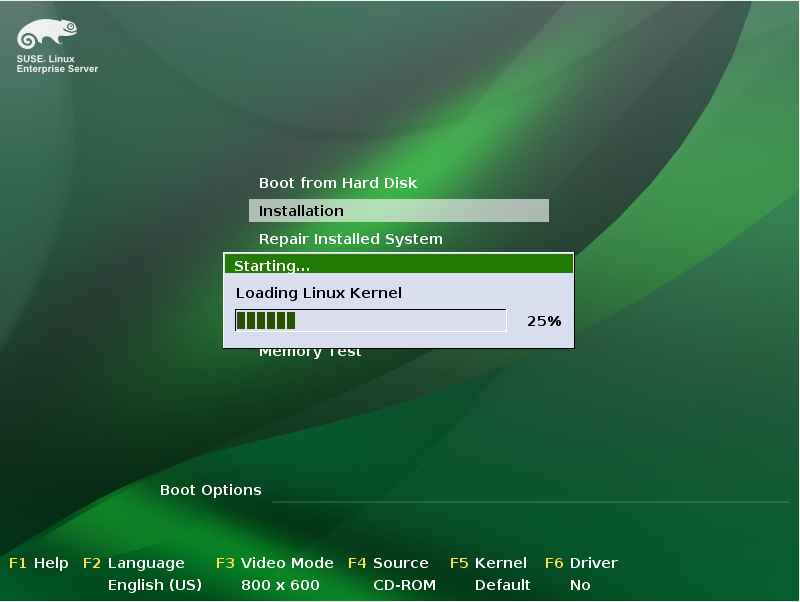 SUSE. Linux
Enterprise Server
Boot from Hard Disk
Installation
Repair Installed System
Starting...
Loading Linux Kernel
25%
Memory Test
Boot Options
F1 Help F2 Language F3 Video Mode F4 Source F5 Kernel F6 Driver
English (US) 800 x 600 CD-ROM Default No